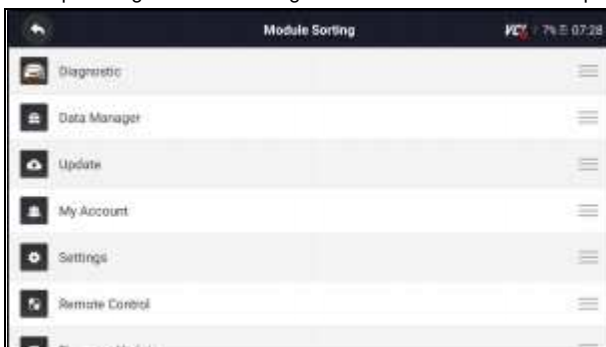 Module Sorting
VCI 7% 07:28
Diagnostic
Data Manager
Update
My Account
Settings
Remote Control